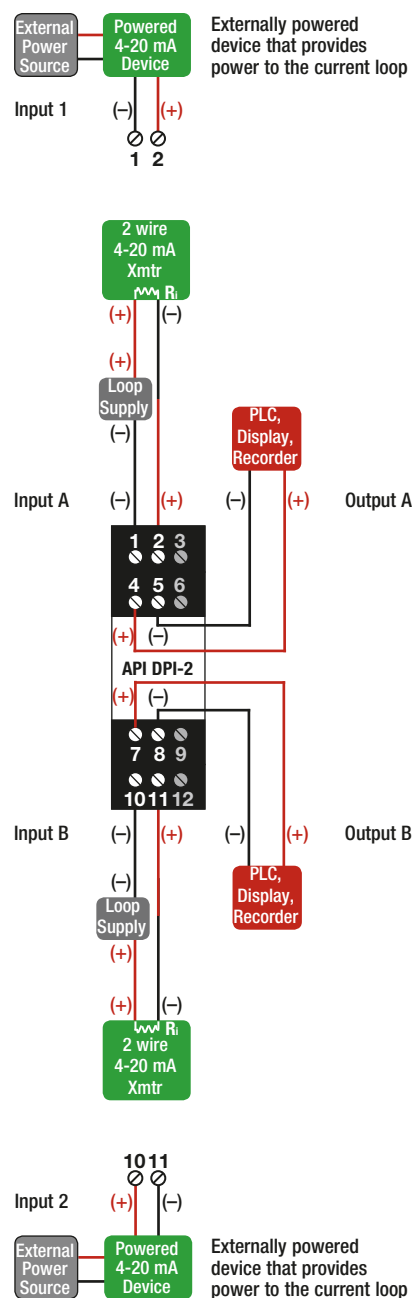 External
Power
Source
Powered
4-20 mA
Device
Externally powered
device that provides
power to the current loop
Input 1
(–) (+)
1 2
2 wire
4-20 mA
Xmtr
Ri
(+) (–)
(+)
Loop
Supply
(–)
PLC,
Display,
Recorder
Input A (–) (+) (–) (+) Output A
1 2 3
4 5 6
(+) (–)
API DPI-2
(+) (–)
7 8 9
10 11 12
Input B (–) (+) (–) (+) Output B
(–)
PLC,
Display,
Recorder
Loop
Supply
(+)
(+) (–)
Ri
2 wire
4-20 mA
Xmtr
10 11
Input 2 (+) (–)
External
Power
Source
Powered
4-20 mA
Device
Externally powered
device that provides
power to the current loop